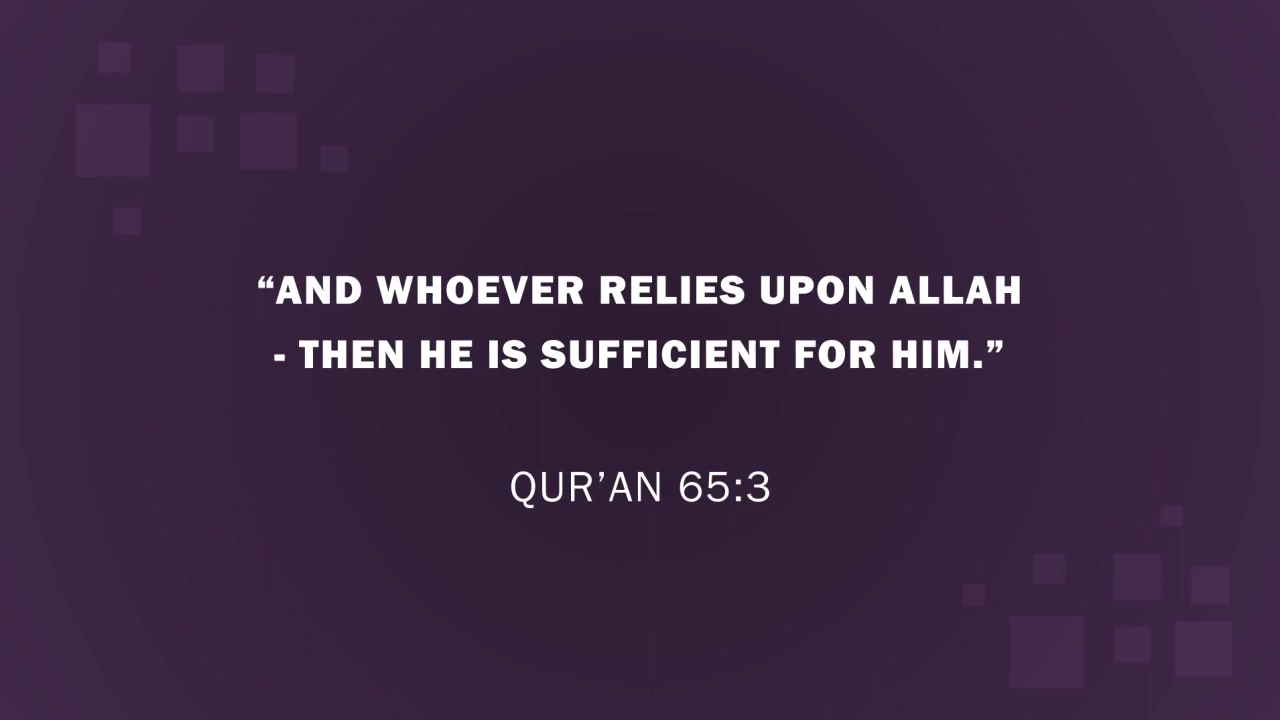 “AND WHOEVER RELIES UPON ALLAH
- THEN HE IS SUFFICIENT FOR HIM.”
QUR’AN 65:3